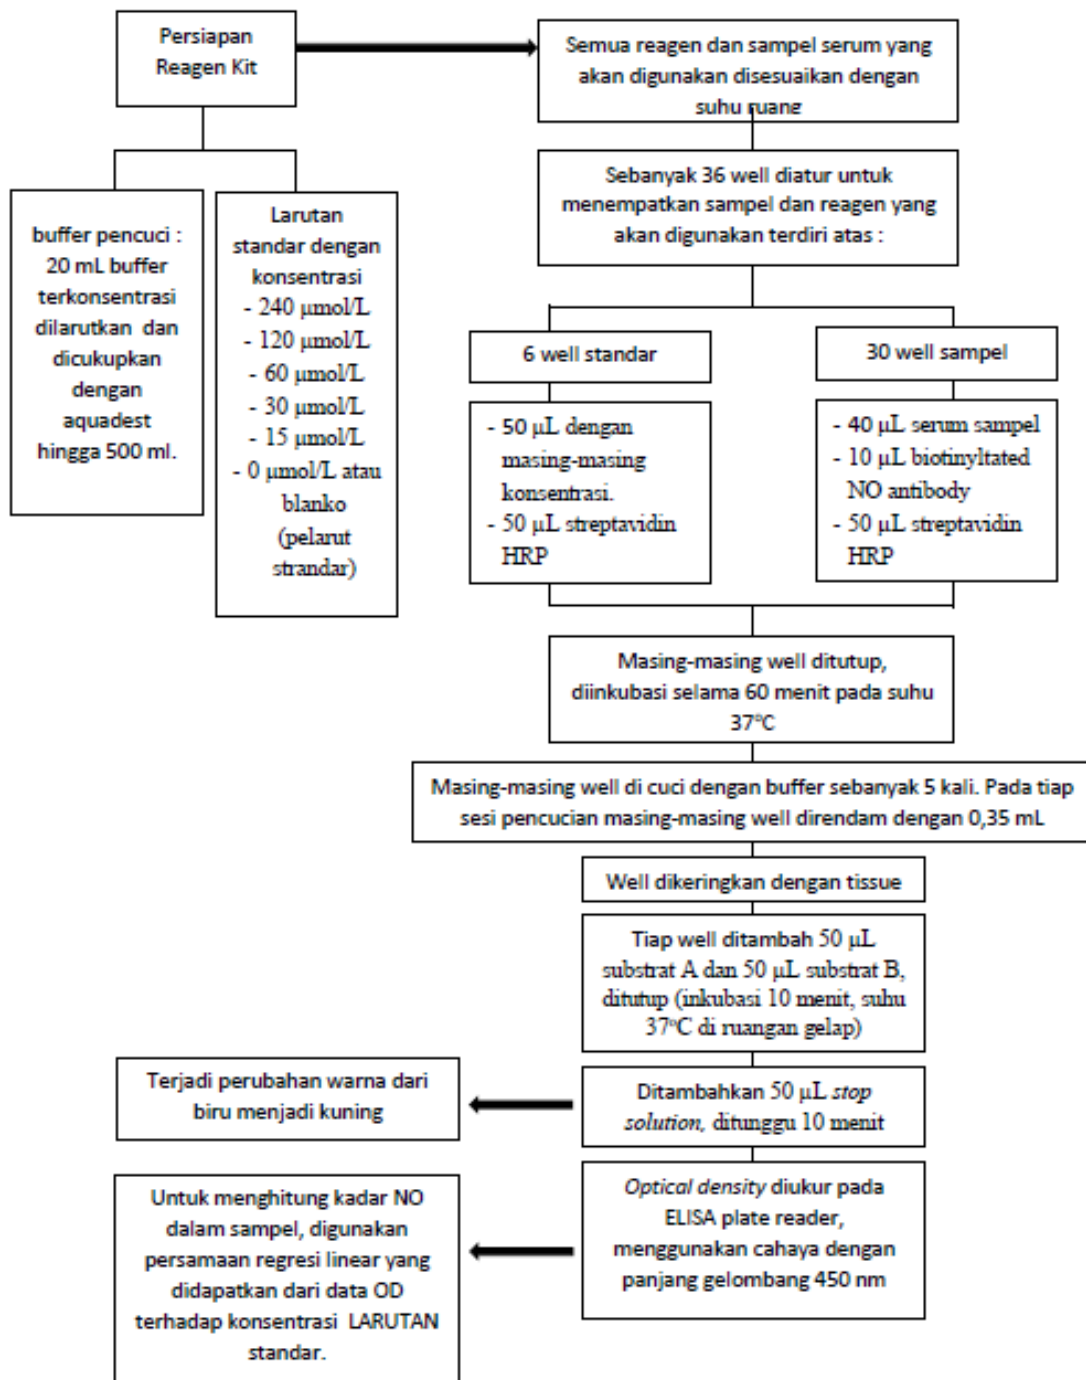 Persiapan
Reagen Kit
Semua reagen dan sampel serum yang
akan digunakan disesuaikan dengan
suhu ruang
buffer pencuci :
20 mL buffer
terkonsentrasi
dilarutkan dan
dicukupkan
dengan
aquadest
hingga 500 ml.
Larutan
standar dengan
konsentrasi
- 240 μmol/L
- 120 μmol/L
- 60 μmol/L
- 30 μmol/L
- 15 μmol/L
- 0 μmol/L atau
blanko
(pelarut
strandar)
Sebanyak 36 well diatur untuk
menempatkan sampel dan reagen yang
akan digunakan terdiri atas :
6 well standar
30 well sampel
- 50 μL dengan
masing-masing
konsentrasi.
- 50 μL streptavidin
HRP
- 40 μL serum sampel
- 10 μL biotinyltated
NO antibody
- 50 μL streptavidin
HRP
Masing-masing well ditutup,
diinkubasi selama 60 menit pada suhu
37°C
Masing-masing well di cuci dengan buffer sebanyak 5 kali. Pada tiap
sesi pencucian masing-masing well direndam dengan 0,35 mL
Well dikeringkan dengan tissue
Tiap well ditambah 50 μL
substrat A dan 50 μL substrat B,
ditutup (inkubasi 10 menit, suhu
37°C di ruangan gelap)
Terjadi perubahan warna dari
biru menjadi kuning
Ditambahkan 50 μL stop
solution, ditunggu 10 menit
Untuk menghitung kadar NO
dalam sampel, digunakan
persamaan regresi linear yang
didapatkan dari data OD
terhadap konsentrasi LARUTAN
standar.
Optical density diukur pada
ELISA plate reader,
menggunakan cahaya dengan
panjang gelombang 450 nm